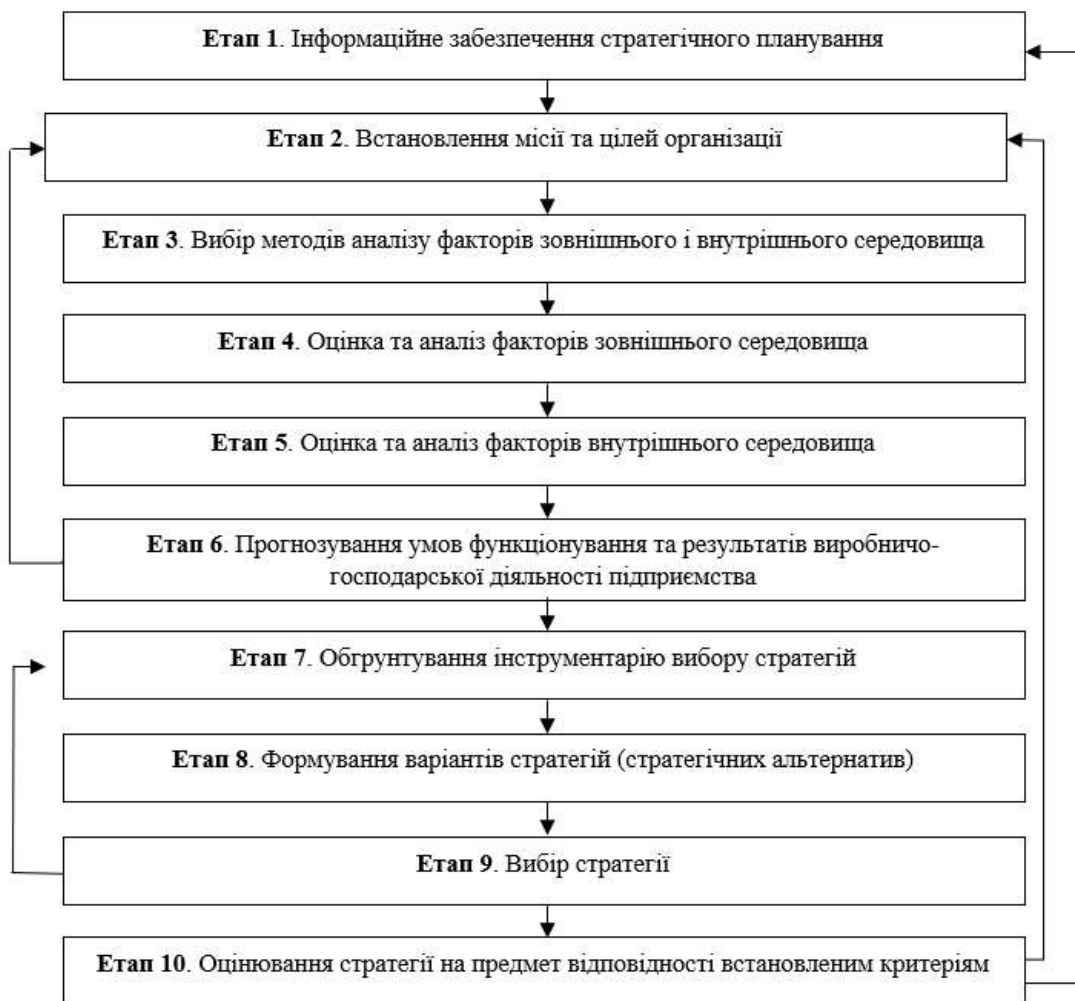 Етап 1. Інформаційне забезпечення стратегічного планування
Етап 2. Встановлення місії та цілей організації
Етап 3. Вибір методів аналізу факторів зовнішнього і внутрішнього середовища
Етап 4. Оцінка та аналіз факторів зовнішнього середовища
Етап 5. Оцінка та аналіз факторів внутрішнього середовища
Етап 6. Прогнозування умов функціонування та результатів виробничо-
господарської діяльності підприємства
Етап 7. Обгрунтування інструментарію вибору стратегій
Етап 8. Формування варіантів стратегій (стратегічних альтернатив)
Етап 9. Вибір стратегії
Етап 10. Оцінювання стратегії на предмет відповідності встановленим критеріям